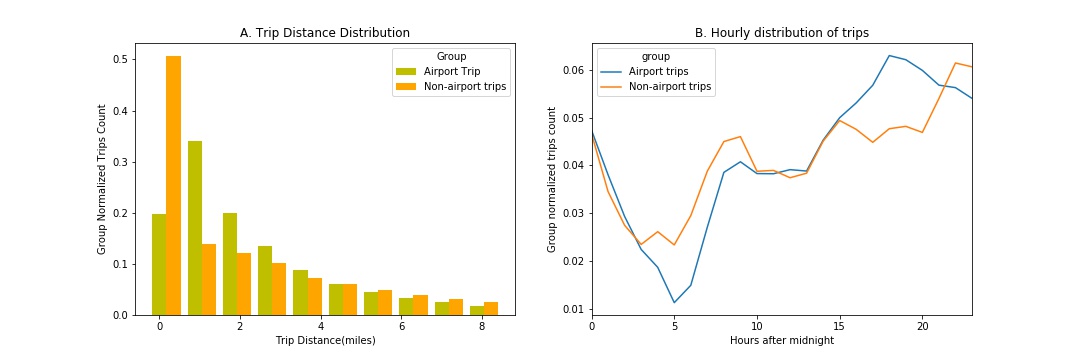 A. Trip Distance Distribution
Group Normalized Trips Count
0.5
0.4
0.3
0.2
0.1
0.0
Group
Airport Trip
Non-airport trips
0 2 4 6 8
Trip Distance(miles)
B. Hourly distribution of trips
Group normalized trips count
0.06
0.05
0.04
0.03
0.02
0.01
group
Airport trips
Non-airport trips
0 5 10 15 20
Hours after midnight